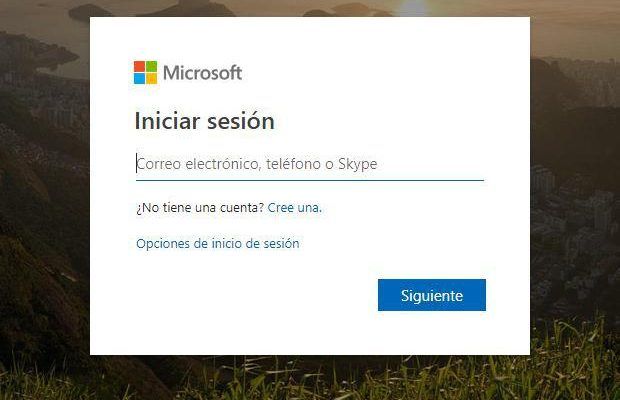 Microsoft
Iniciar sesión
Correo electrónico, teléfono o Skype
¿No tiene una cuenta? Cree una.
Opciones de inicio de sesión
Siguiente